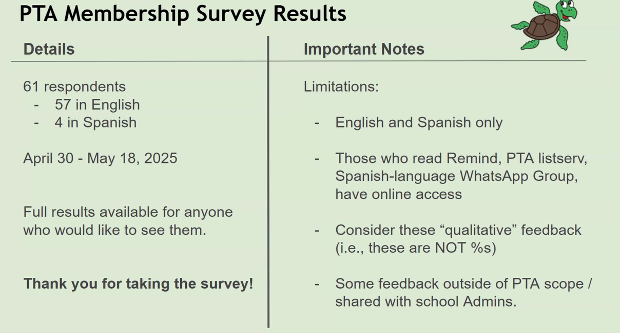 PTA Membership Survey Results
Details
61 respondents
- 57 in English
- 4 in Spanish
April 30 - May 18, 2025
Full results available for anyone
who would like to see them.
Thank you for taking the survey!
Important Notes
Limitations:
- English and Spanish only
- Those who read Remind, PTA listserv,
Spanish-language WhatsApp Group,
have online access
- Consider these “qualitative” feedback
(i.e., these are NOT %s)
- Some feedback outside of PTA scope /
shared with school Admins.